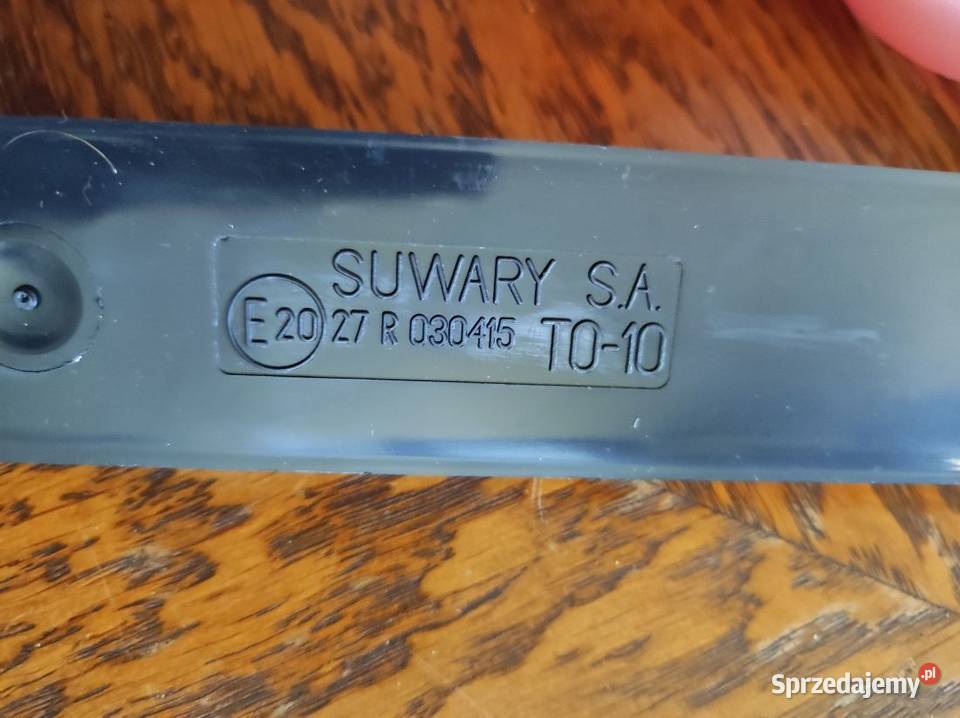 SUWARY S.A.
E20 27 R 030415 TO-10
Sprzedajemy.pl